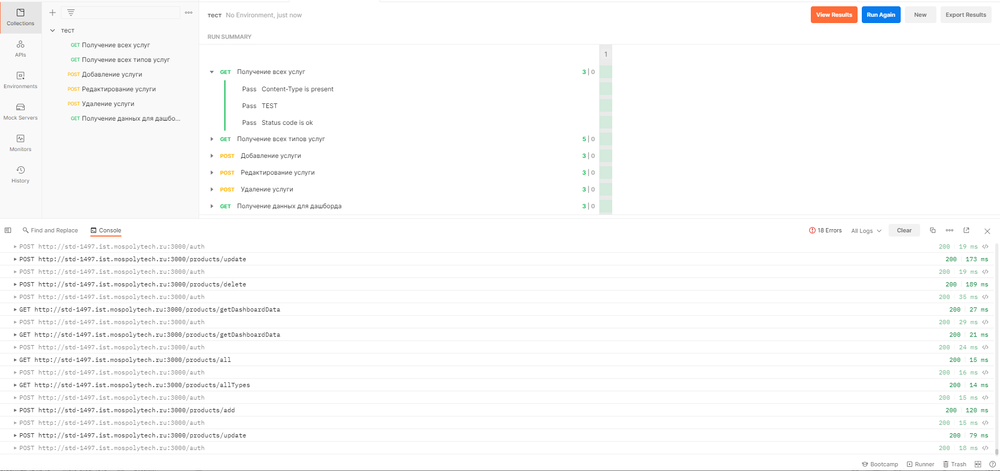 Collections
APIs
Environments
Mock Servers
Monitors
History
тест
GET Получение всех услуг
GET Получение всех типов услуг
POST Добавление услуги
POST Редактирование услуги
POST Удаление услуги
GET Получение данных для дашбо...
тест No Environment, just now
View Results Run Again New Export Results
RUN SUMMARY
1
GET Получение всех услуг 3 | 0
Pass Content-Type is present
Pass TEST
Pass Status code is ok
GET Получение всех типов услуг 5 | 0
POST Добавление услуги 3 | 0
POST Редактирование услуги 3 | 0
POST Удаление услуги 3 | 0
GET Получение данных для дашборда 3 | 0
Find and Replace Console 18 Errors All Logs Clear
POST http://std-1497.ist.mospolytech.ru:3000/auth 200 19 ms
POST http://std-1497.ist.mospolytech.ru:3000/products/update 200 173 ms
POST http://std-1497.ist.mospolytech.ru:3000/auth 200 19 ms
POST http://std-1497.ist.mospolytech.ru:3000/products/delete 200 189 ms
POST http://std-1497.ist.mospolytech.ru:3000/auth 200 35 ms
GET http://std-1497.ist.mospolytech.ru:3000/products/getDashboardData 200 27 ms
POST http://std-1497.ist.mospolytech.ru:3000/auth 200 29 ms
GET http://std-1497.ist.mospolytech.ru:3000/products/getDashboardData 200 21 ms
POST http://std-1497.ist.mospolytech.ru:3000/auth 200 24 ms
GET http://std-1497.ist.mospolytech.ru:3000/products/all 200 15 ms
POST http://std-1497.ist.mospolytech.ru:3000/auth 200 16 ms
GET http://std-1497.ist.mospolytech.ru:3000/products/allTypes 200 14 ms
POST http://std-1497.ist.mospolytech.ru:3000/auth 200 15 ms
POST http://std-1497.ist.mospolytech.ru:3000/products/add 200 120 ms
POST http://std-1497.ist.mospolytech.ru:3000/auth 200 15 ms
POST http://std-1497.ist.mospolytech.ru:3000/products/update 200 79 ms
POST http://std-1497.ist.mospolytech.ru:3000/auth 200 18 ms
Bootcamp Runner Trash